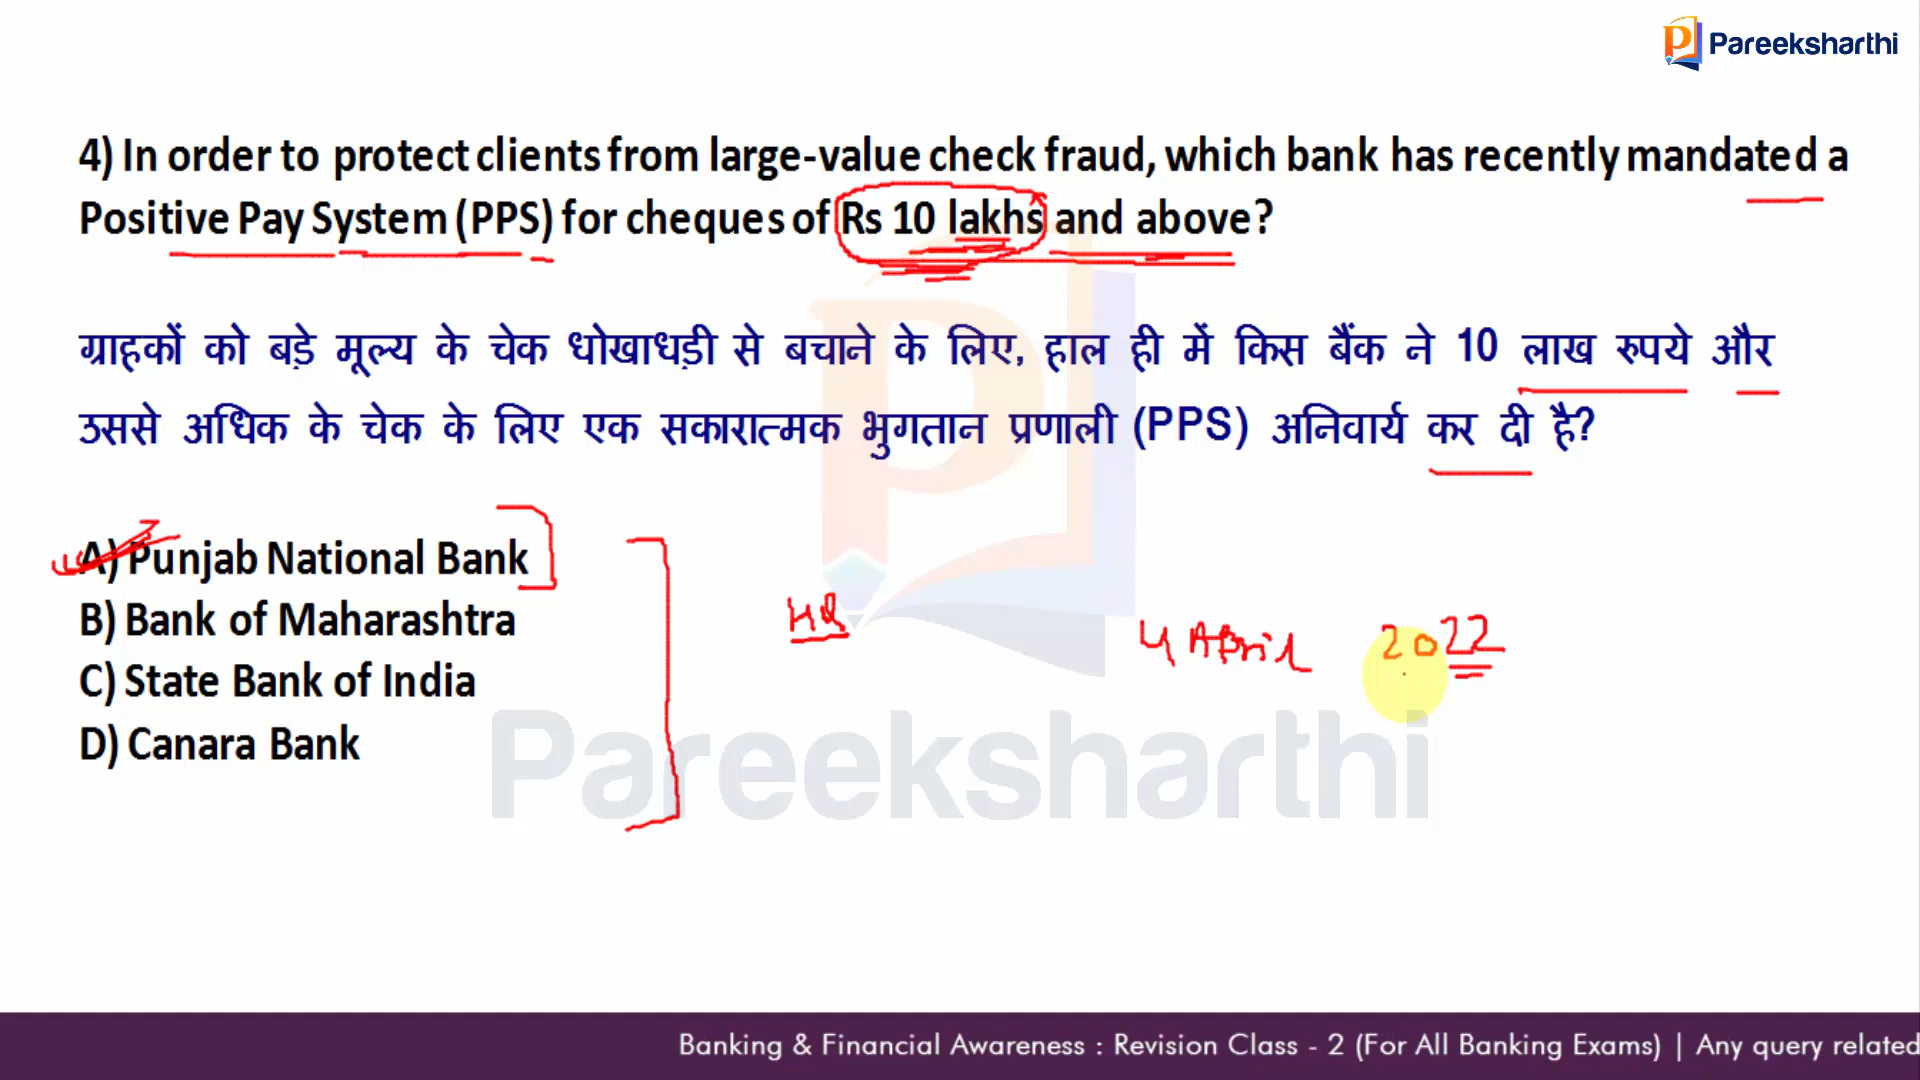 Pareeksharthi
4) In order to protect clients from large-value check fraud, which bank has recently mandated a
Positive Pay System (PPS) for cheques of Rs 10 lakhs and above?
ग्राहकों को बड़े मूल्य के चेक धोखाधड़ी से बचाने के लिए, हाल ही में किस बैंक ने 10 लाख रुपये और
उससे अधिक के चेक के लिए एक सकारात्मक भुगतान प्रणाली (PPS) अनिवार्य कर दी है?
A) Punjab National Bank
B) Bank of Maharashtra
C) State Bank of India
D) Canara Bank
HQ
4 April 2022
Pareeksharthi
Banking & Financial Awareness : Revision Class - 2 (For All Banking Exams) | Any query related